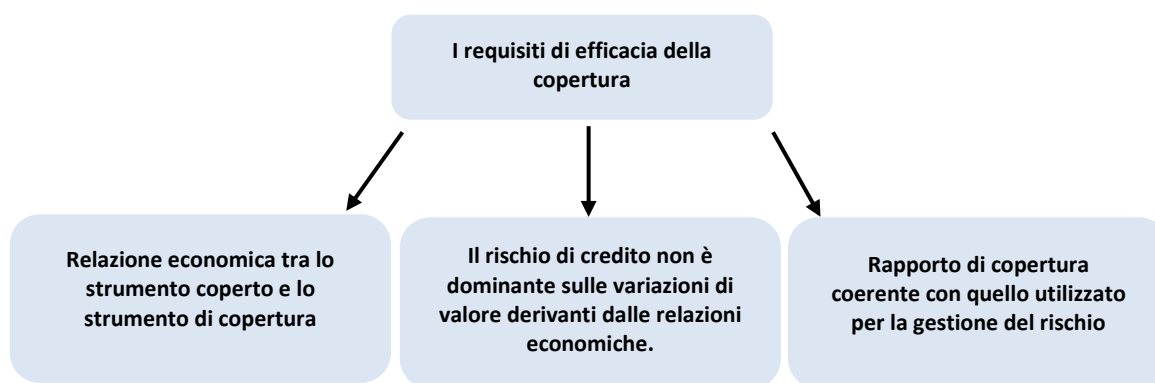 I requisiti di efficacia della
copertura
Relazione economica tra lo
strumento coperto e lo
strumento di copertura
Il rischio di credito non è
dominante sulle variazioni di
valore derivanti dalle relazioni
economiche.
Rapporto di copertura
coerente con quello utilizzato
per la gestione del rischio